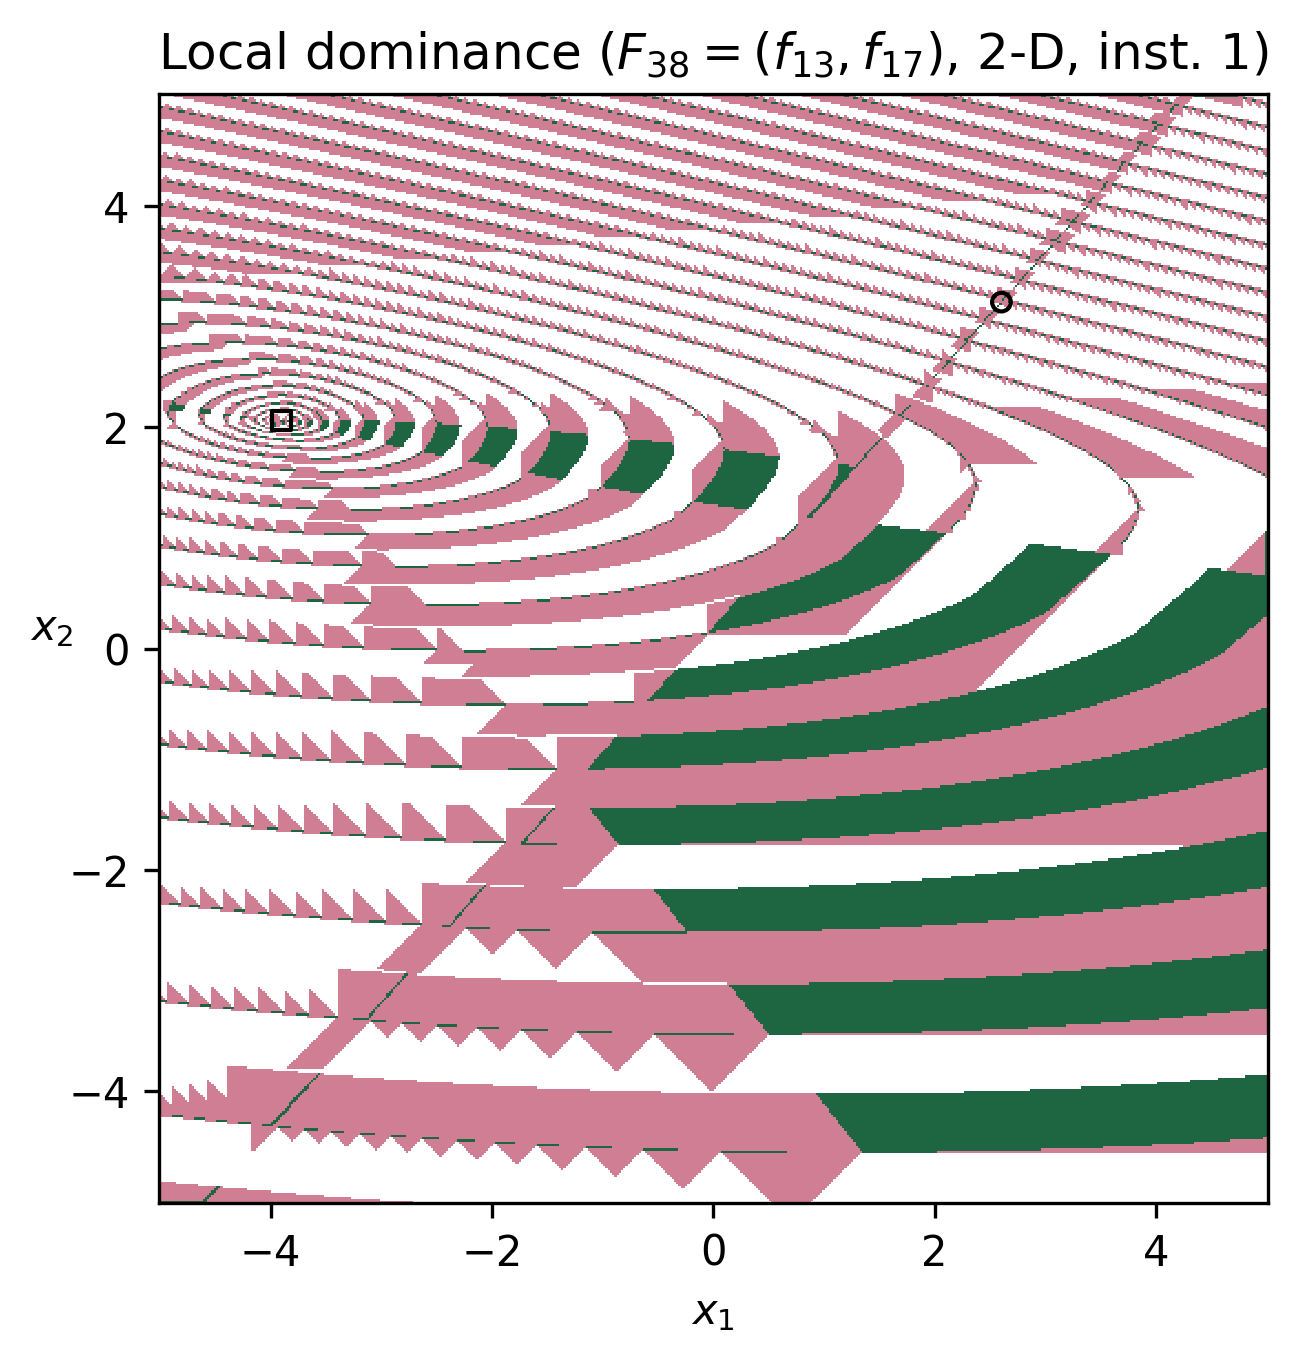 Local dominance (F₃₈ = (f₁₃, f₁₇), 2-D, inst. 1)
4
2
0
−2
−4
x₂
−4 −2 0 2 4
x₁